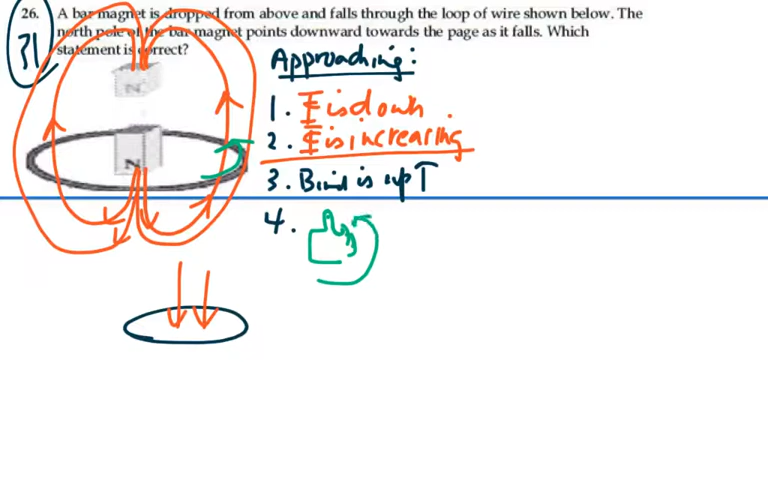 26. A bar magnet is dropped from above and falls through the loop of wire shown below. The
north pole of the bar magnet points downward towards the page as it falls. Which
statement is correct?
31
Approaching:
N
1. Φ is down.
2. Φ is increasing
N
3. Bind is up ↑
4.